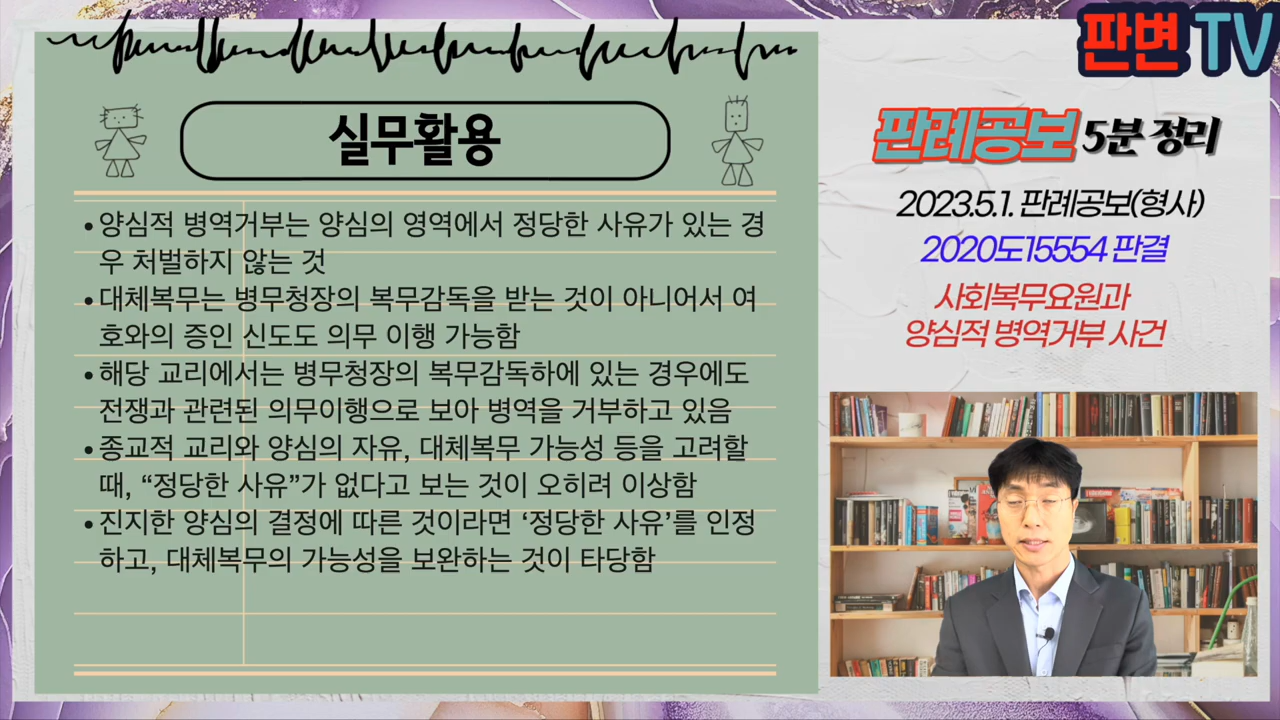 판변 TV
실무활용
• 양심적 병역거부는 양심의 영역에서 정당한 사유가 있는 경
우 처벌하지 않는 것
• 대체복무는 병무청장의 복무감독을 받는 것이 아니어서 여
호와의 증인 신도도 의무 이행 가능함
• 해당 교리에서는 병무청장의 복무감독하에 있는 경우에도
전쟁과 관련된 의무이행으로 보아 병역을 거부하고 있음
• 종교적 교리와 양심의 자유, 대체복무 가능성 등을 고려할
때, “정당한 사유”가 없다고 보는 것이 오히려 이상함
• 진지한 양심의 결정에 따른 것이라면 ‘정당한 사유’를 인정
하고, 대체복무의 가능성을 보완하는 것이 타당함
판례공보 5분 정리
2023.5.1. 판례공보(형사)
2020도15554 판결
사회복무요원과
양심적 병역거부 사건